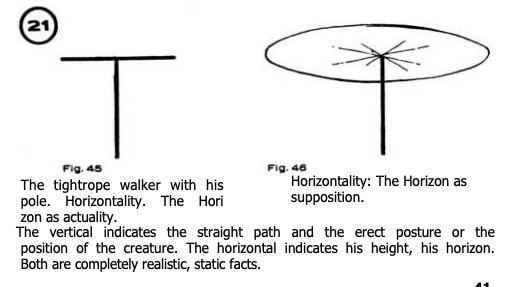 21
Fig. 45
Fig. 46
The tightrope walker with his
pole. Horizontality. The Hori
zon as actuality.
Horizontality: The Horizon as
supposition.
The vertical indicates the straight path and the erect posture or the
position of the creature. The horizontal indicates his height, his horizon.
Both are completely realistic, static facts.
41